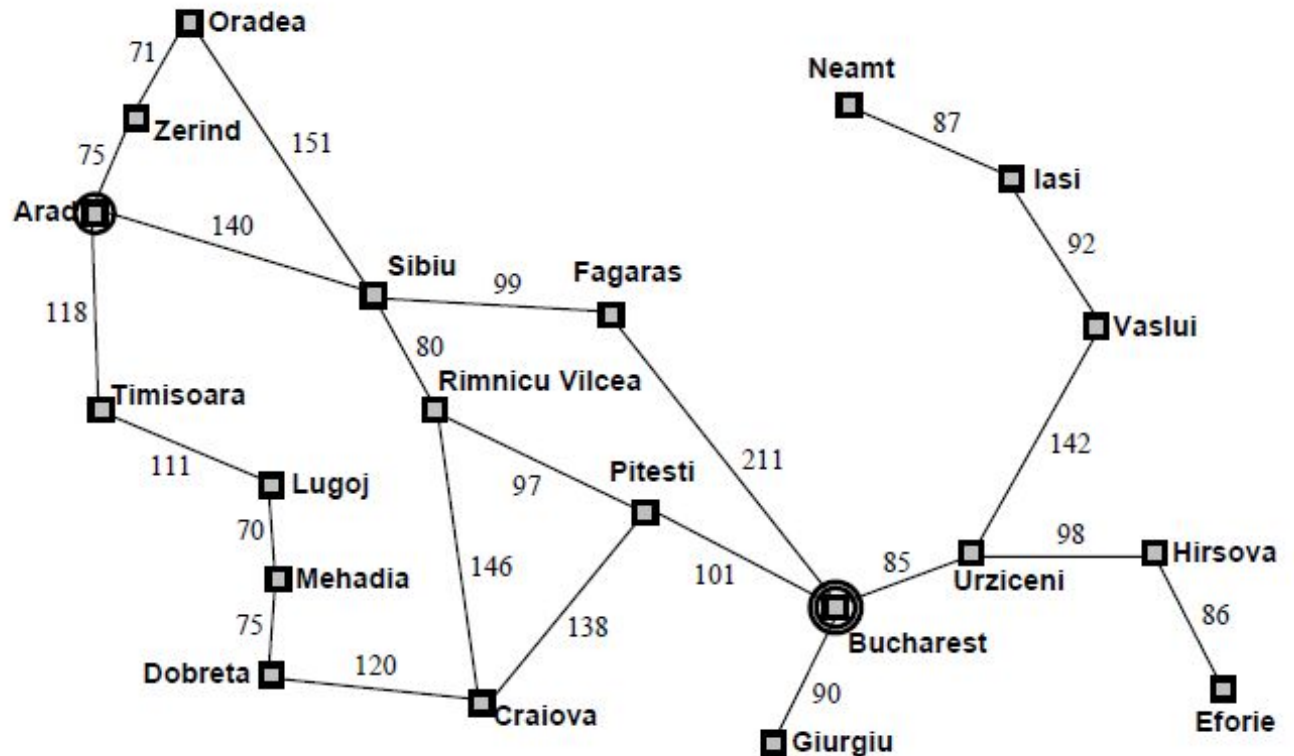 Oradea
71
Neamt
87
Zerind
151
75
Iasi
Arad
140
92
Sibiu
Fagaras
99
118
Vaslui
80
Timisoara
Rimnicu Vilcea
142
111
211
Pitesti
Lugoj
97
70
98
Hirsova
Mehadia
146
101
85
Urziceni
86
75
138
Bucharest
Dobreta
120
90
Craiova
Eforie
Giurgiu